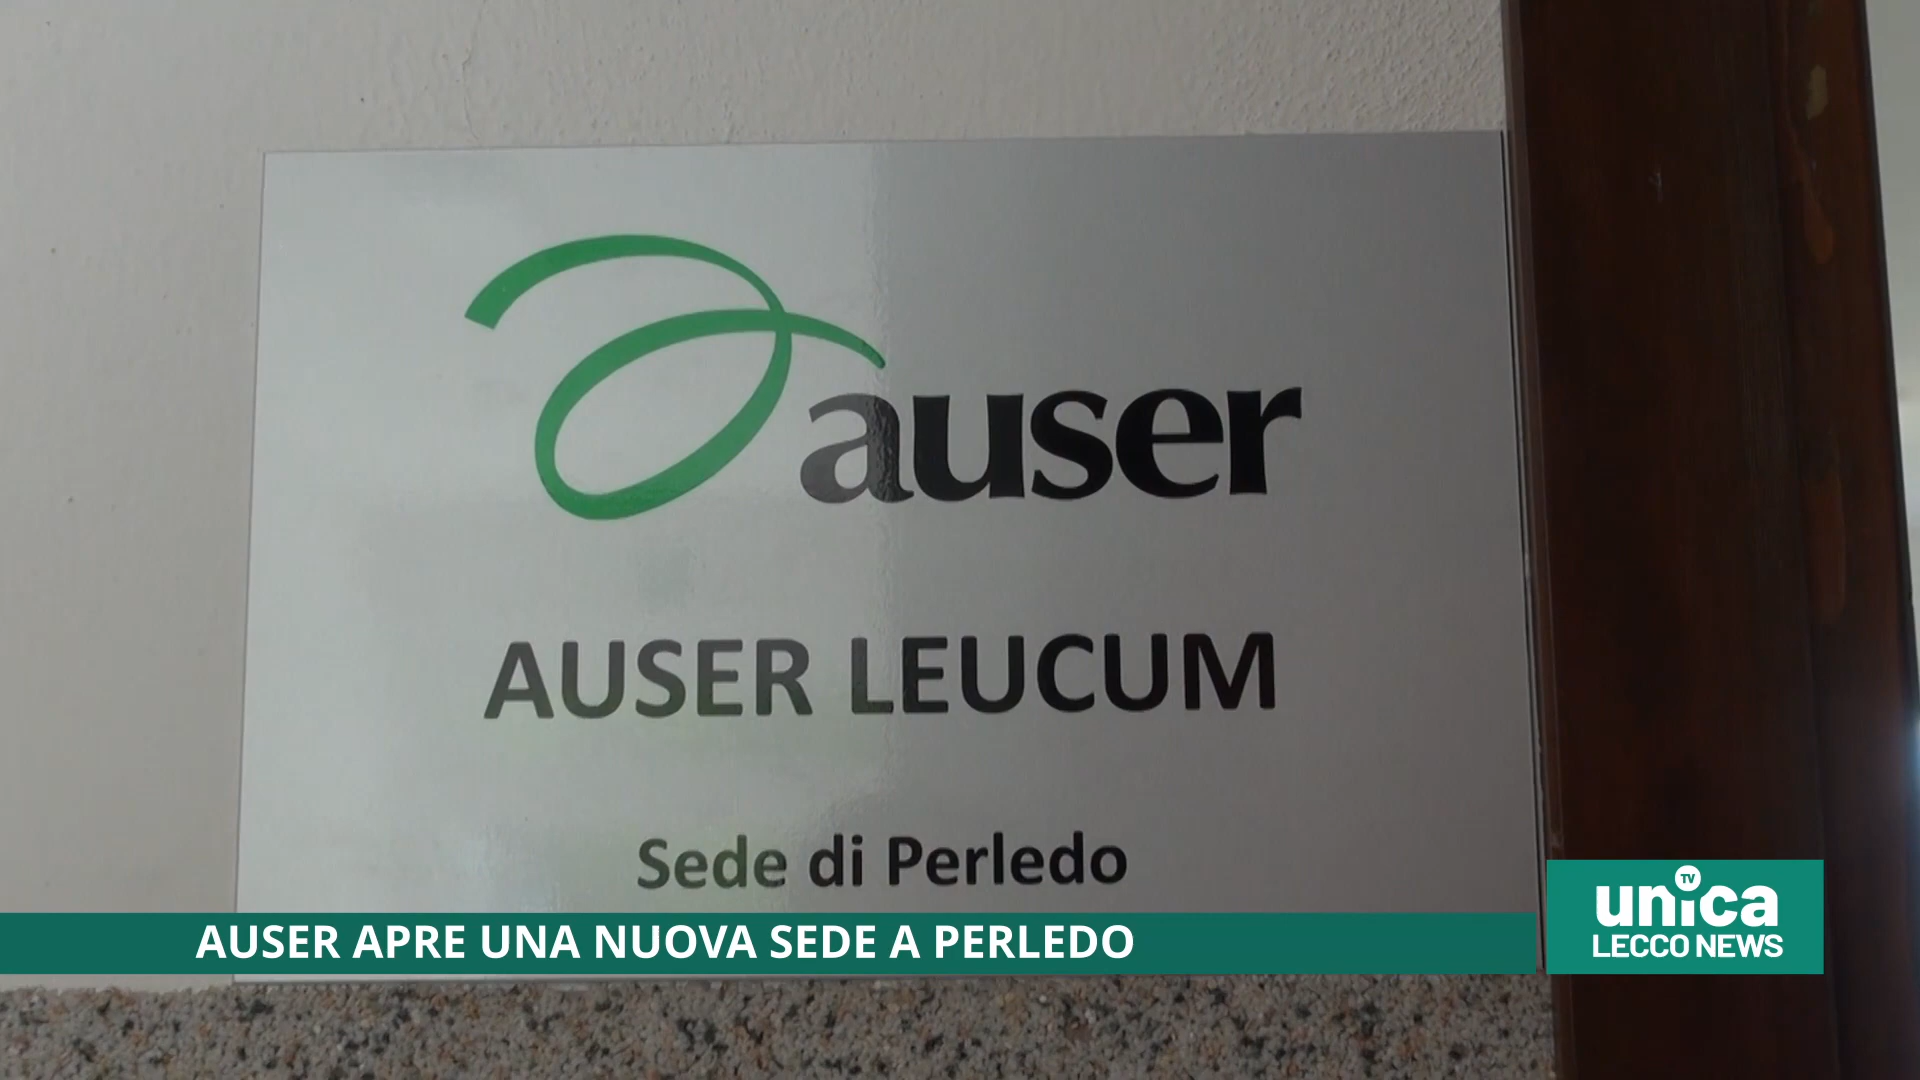 auser
AUSER LEUCUM
Sede di Perledo
AUSER APRE UNA NUOVA SEDE A PERLEDO
TV
unica
LECCO NEWS